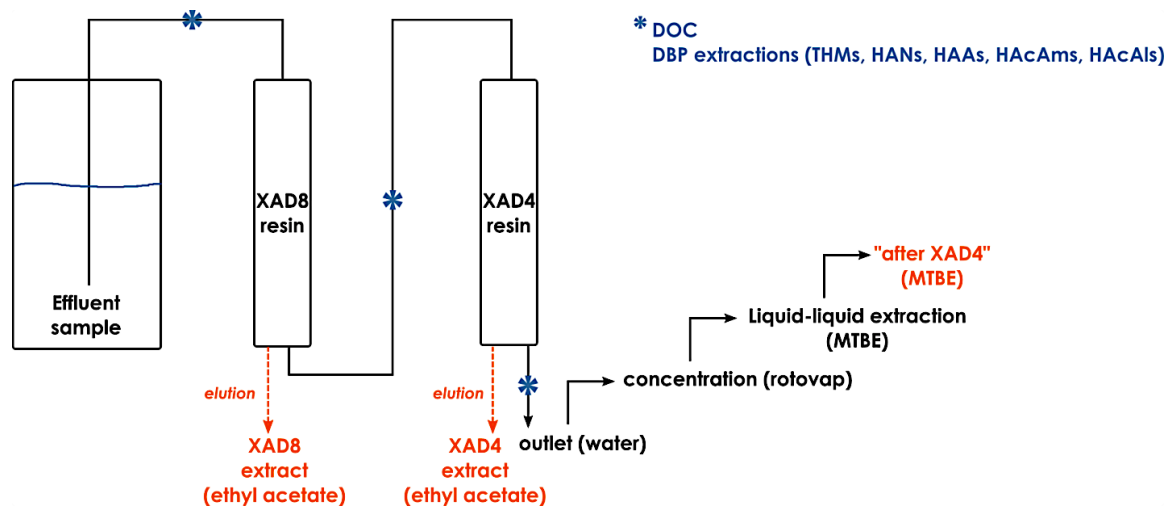 * DOC
DBP extractions (THMs, HANs, HAAs, HAcAms, HAcAls)
XAD8
resin
XAD4
resin
Effluent
sample
"after XAD4"
(MTBE)
Liquid-liquid extraction
(MTBE)
concentration (rotovap)
elution
elution
outlet (water)
XAD8
extract
(ethyl acetate)
XAD4
extract
(ethyl acetate)